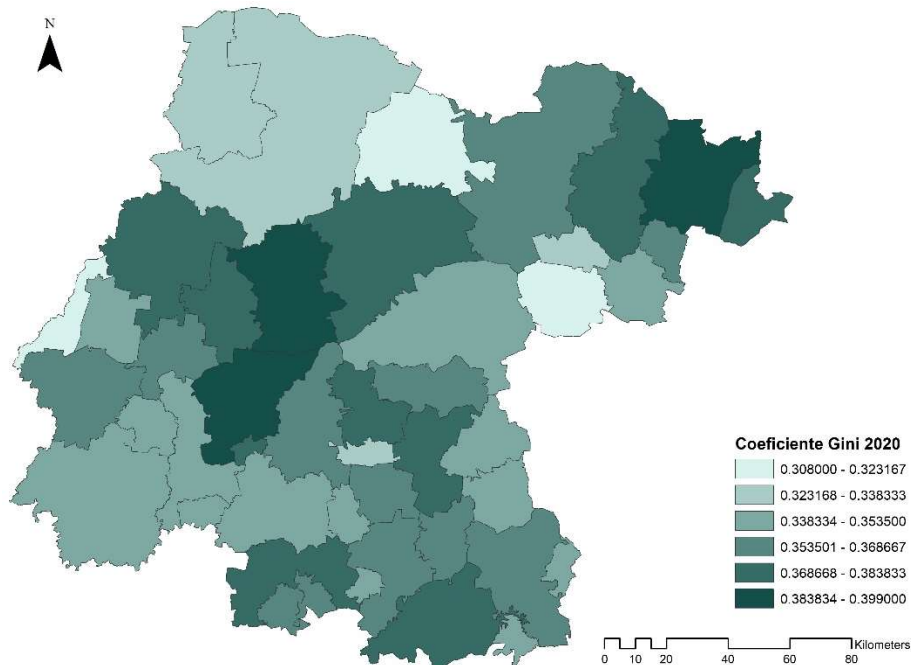 N
Coeficiente Gini 2020
0.308000 - 0.323167
0.323168 - 0.338333
0.338334 - 0.353500
0.353501 - 0.368667
0.368668 - 0.383833
0.383834 - 0.399000
Kilometers
0 10 20 40 60 80